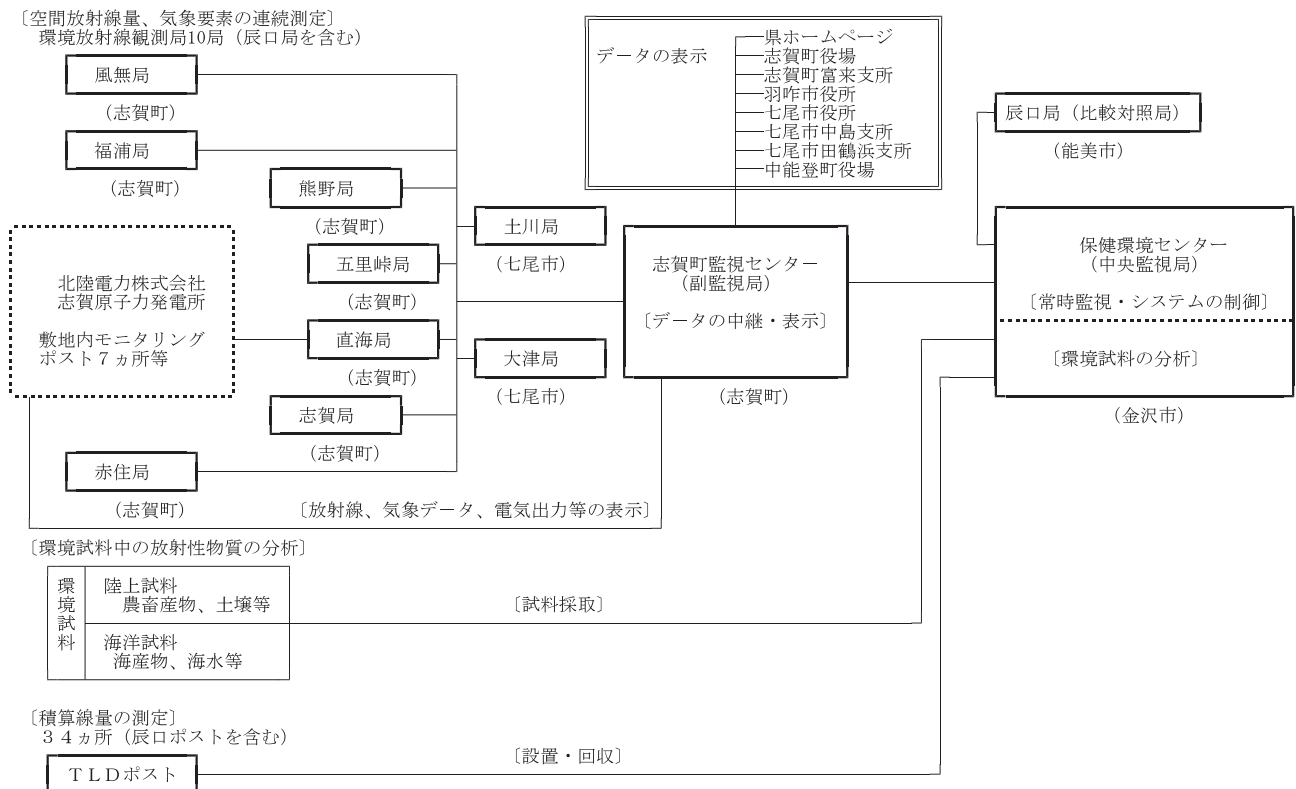 〔空間放射線量、気象要素の連続測定〕
環境放射線観測局10局（辰口局を含む）
風無局
（志賀町）
福浦局
（志賀町）
熊野局
（志賀町）
土川局
（七尾市）
五里峠局
（志賀町）
北陸電力株式会社
志賀原子力発電所
敷地内モニタリング
ポスト７ヵ所等
直海局
（志賀町）
大津局
（七尾市）
志賀局
（志賀町）
赤住局
（志賀町）
〔放射線、気象データ、電気出力等の表示〕
データの表示
県ホームページ
志賀町役場
志賀町富来支所
羽咋市役所
七尾市役所
七尾市中島支所
七尾市田鶴浜支所
中能登町役場
志賀町監視センター
（副監視局）
〔データの中継・表示〕
（志賀町）
辰口局（比較対照局）
（能美市）
保健環境センター
（中央監視局）
〔常時監視・システムの制御〕
〔環境試料の分析〕
（金沢市）
〔環境試料中の放射性物質の分析〕
環境試料
陸上試料
農畜産物、土壌等
海洋試料
海産物、海水等
〔試料採取〕
〔積算線量の測定〕
３４ヵ所（辰口ポストを含む）
ＴＬＤポスト
〔設置・回収〕